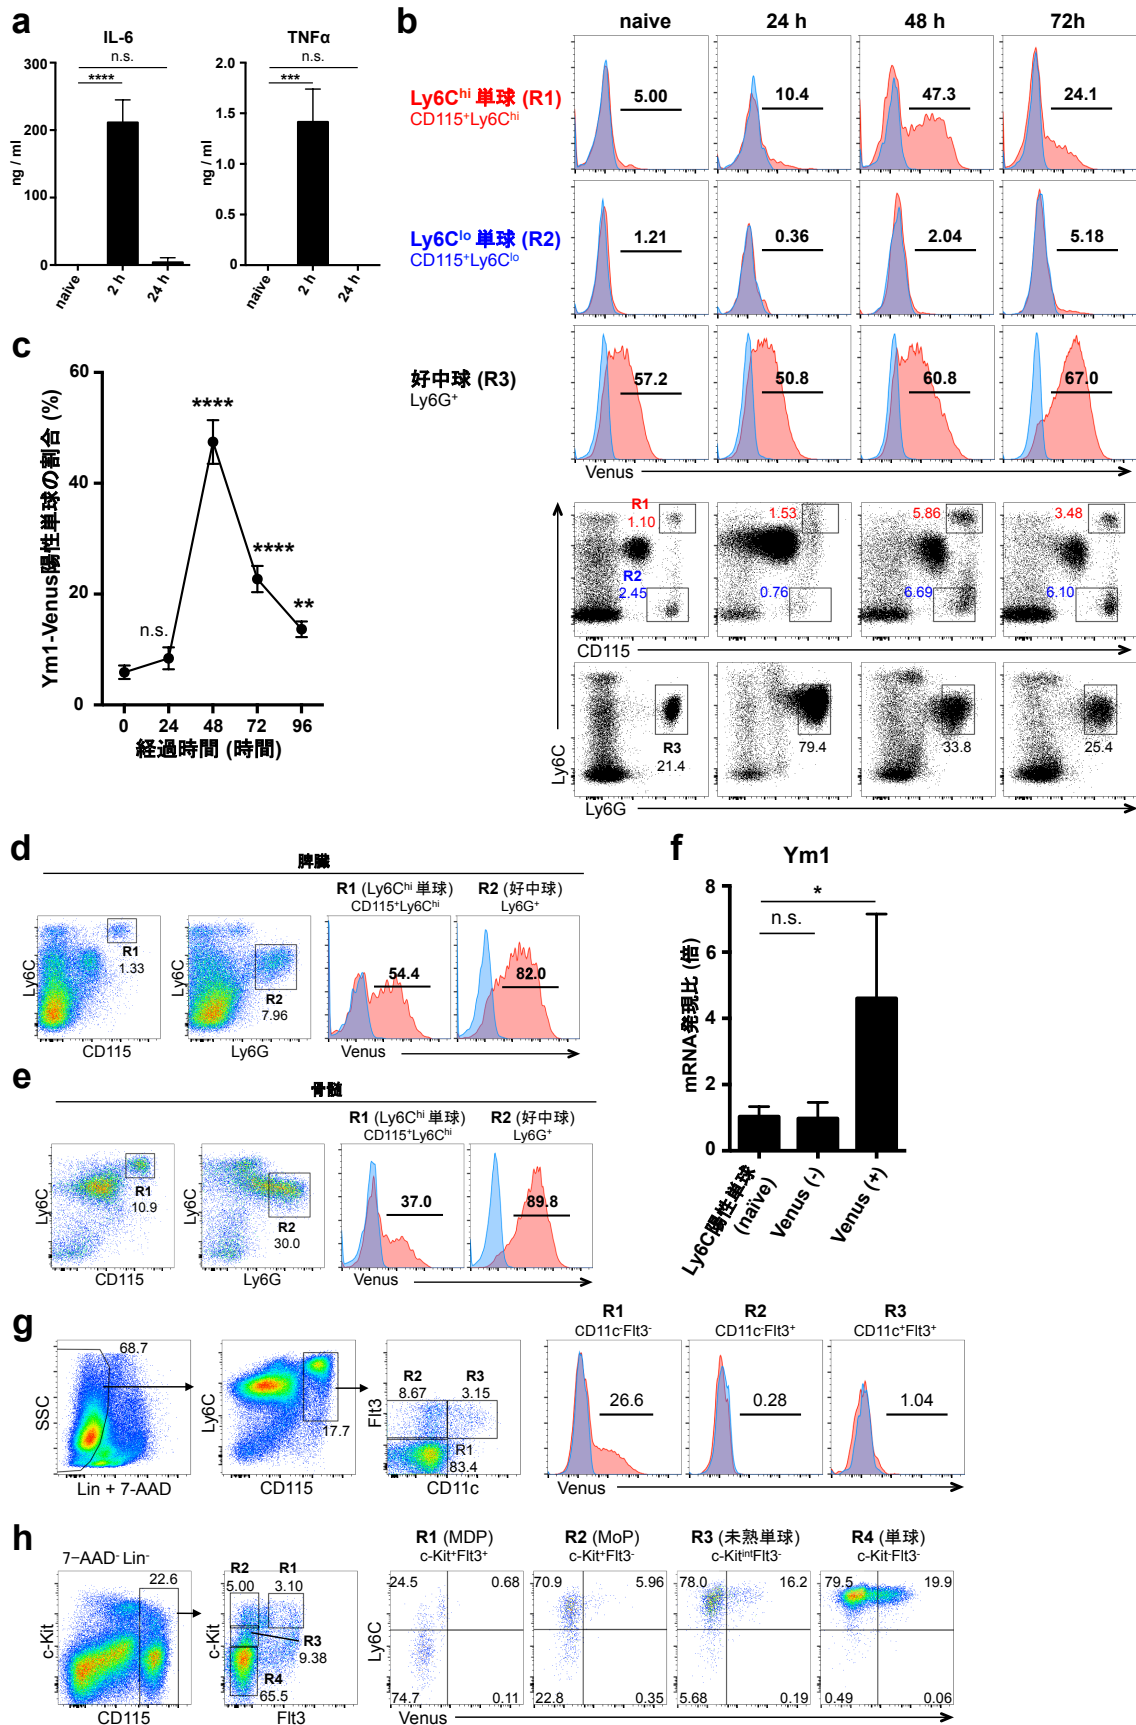 a
IL-6
TNFα
n.s.
****
n.s.
***
300
200
100
0
ng / ml
naive
2 h
24 h
2.0
1.5
1.0
0.5
0
ng / ml
naive
2 h
24 h
b
naive 24 h 48 h 72h
Ly6Chi 単球 (R1)
CD115+Ly6Chi
5.00 10.4 47.3 24.1
Ly6Clo 単球 (R2)
CD115+Ly6Clo
1.21 0.36 2.04 5.18
好中球 (R3)
Ly6G+
57.2 50.8 60.8 67.0
Venus
R1
1.10 1.53 5.86 3.48
R2
2.45 0.76 6.69 6.10
CD115
R3
21.4 79.4 33.8 25.4
Ly6C
Ly6G
c
Ym1-Venus陽性単球の割合 (%)
60
40
20
0
n.s.
****
****
**
0 24 48 72 96
経過時間 (時間)
d
脾臓
R1 (Ly6Chi 単球)
CD115+Ly6Chi
R2 (好中球)
Ly6G+
Ly6C
R1
1.33
CD115
Ly6C
R2
7.96
Ly6G
54.4 82.0
Venus
e
骨髄
R1 (Ly6Chi 単球)
CD115+Ly6Chi
R2 (好中球)
Ly6G+
Ly6C
R1
10.9
CD115
Ly6C
R2
30.0
Ly6G
37.0 89.8
Venus
f
Ym1
*
n.s.
mRNA発現比 (倍)
8
6
4
2
0
Ly6C陽性単球
(naïve)
Venus (-)
Venus (+)
g
68.7
SSC
Lin + 7-AAD
Ly6C
17.7
CD115
R2 R3
8.67 3.15
Flt3
R1
83.4
CD11c
R1 R2 R3
CD11c-Flt3- CD11c-Flt3+ CD11c+Flt3+
26.6 0.28 1.04
Venus
h
7−AAD- Lin-
22.6
c-Kit
CD115
R2 R1
5.00 3.10
c-Kit
R3
9.38
R4
65.5
Flt3
R1 (MDP) R2 (MoP) R3 (未熟単球) R4 (単球)
c-Kit+Flt3+ c-Kit+Flt3- c-KitintFlt3- c-Kit-Flt3-
24.5 0.68 70.9 5.96 78.0 16.2 79.5 19.9
Ly6C
74.7 0.11 22.8 0.35 5.68 0.19 0.49 0.06
Venus